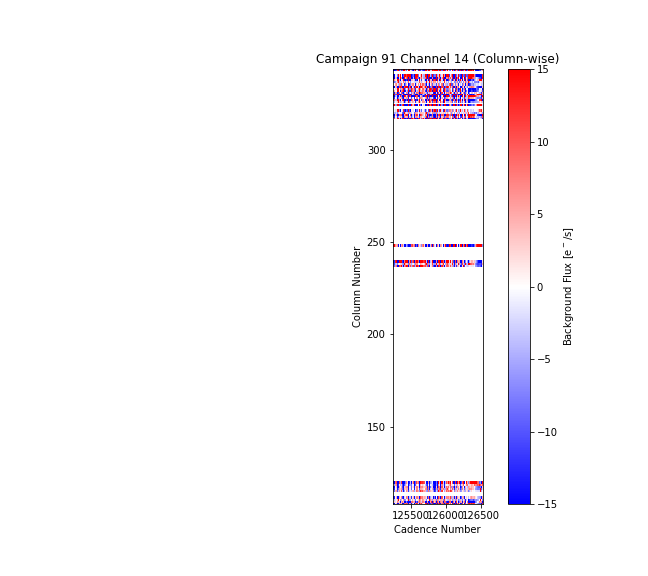 Campaign 91 Channel 14 (Column-wise)
15
10
5
0
−5
−10
−15
Background Flux [e⁻/s]
300
250
200
150
Column Number
125500 126000 126500
Cadence Number